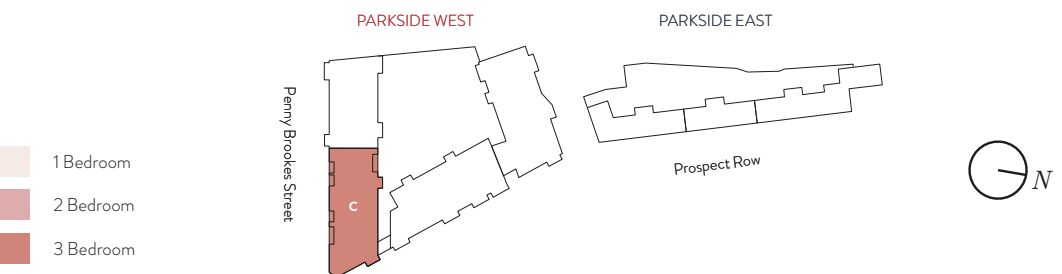 PARKSIDE WEST
PARKSIDE EAST
Penny Brookes Street
Prospect Row
1 Bedroom
2 Bedroom
3 Bedroom
C
N